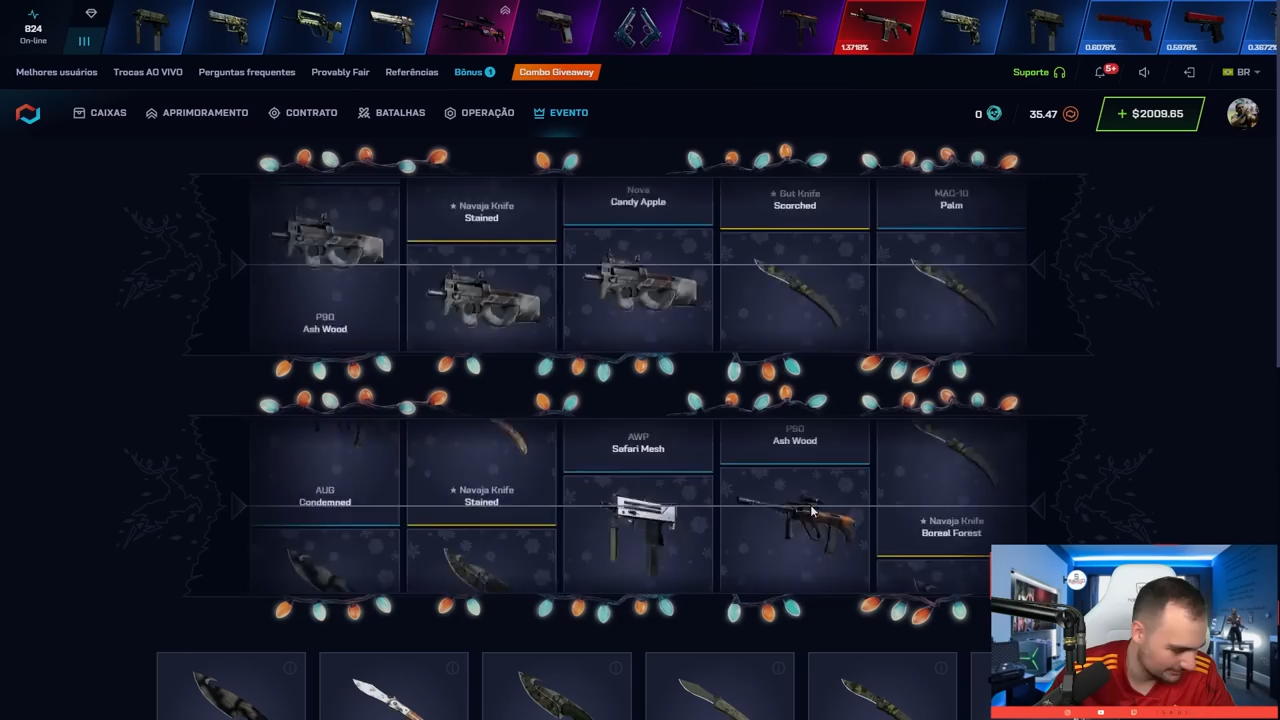 824
On-line
1.3718%
0.6078%
0.5978%
Melhores usuários
Trocas AO VIVO
Perguntas frequentes
Provably Fair
Referências
Bônus 1
Combo Giveaway
Suporte
5+
BR
CAIXAS
APRIMORAMENTO
CONTRATO
BATALHAS
OPERAÇÃO
EVENTO
0
35.47
+ $2009.65
P90
Ash Wood
★ Navaja Knife
Stained
Nova
Candy Apple
★ Gut Knife
Scorched
MAC-10
Palm
AUG
Condemned
★ Navaja Knife
Stained
AWP
Safari Mesh
P90
Ash Wood
★ Navaja Knife
Boreal Forest